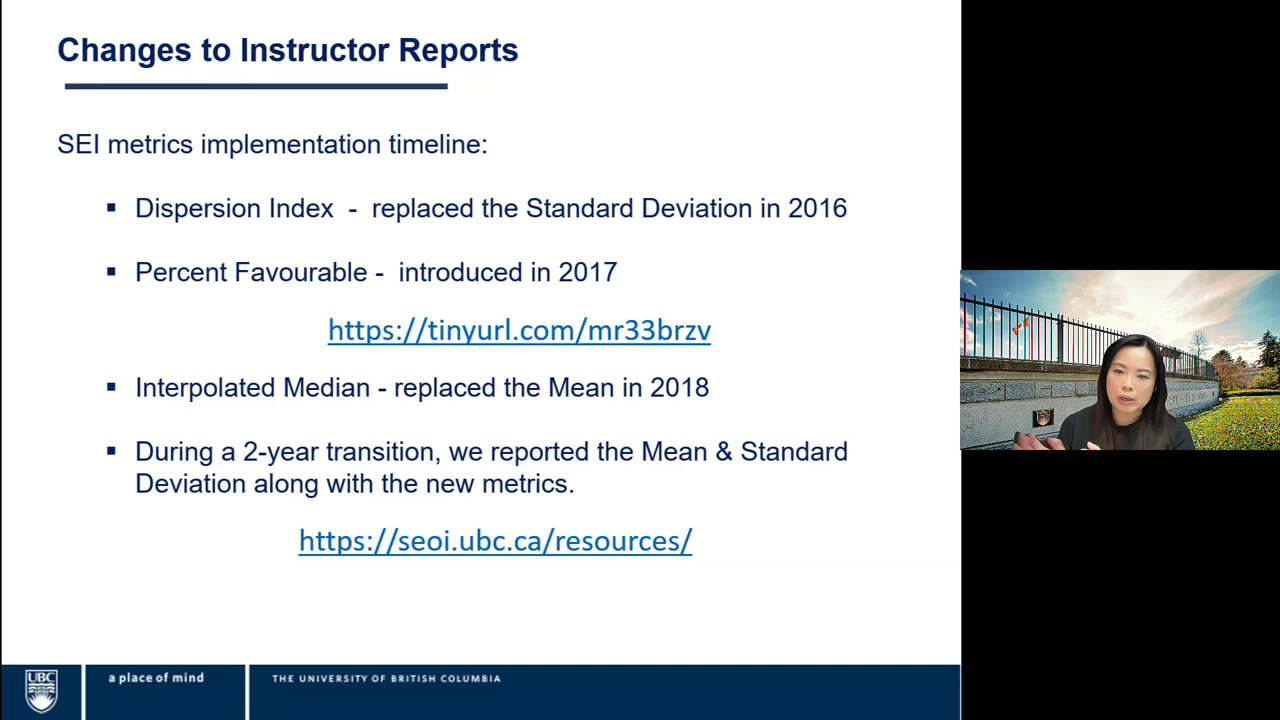 Changes to Instructor Reports
SEI metrics implementation timeline:
▪ Dispersion Index - replaced the Standard Deviation in 2016
▪ Percent Favourable - introduced in 2017
https://tinyurl.com/mr33brzv
▪ Interpolated Median - replaced the Mean in 2018
▪ During a 2-year transition, we reported the Mean & Standard
Deviation along with the new metrics.
https://seoi.ubc.ca/resources/
UBC
a place of mind
THE UNIVERSITY OF BRITISH COLUMBIA